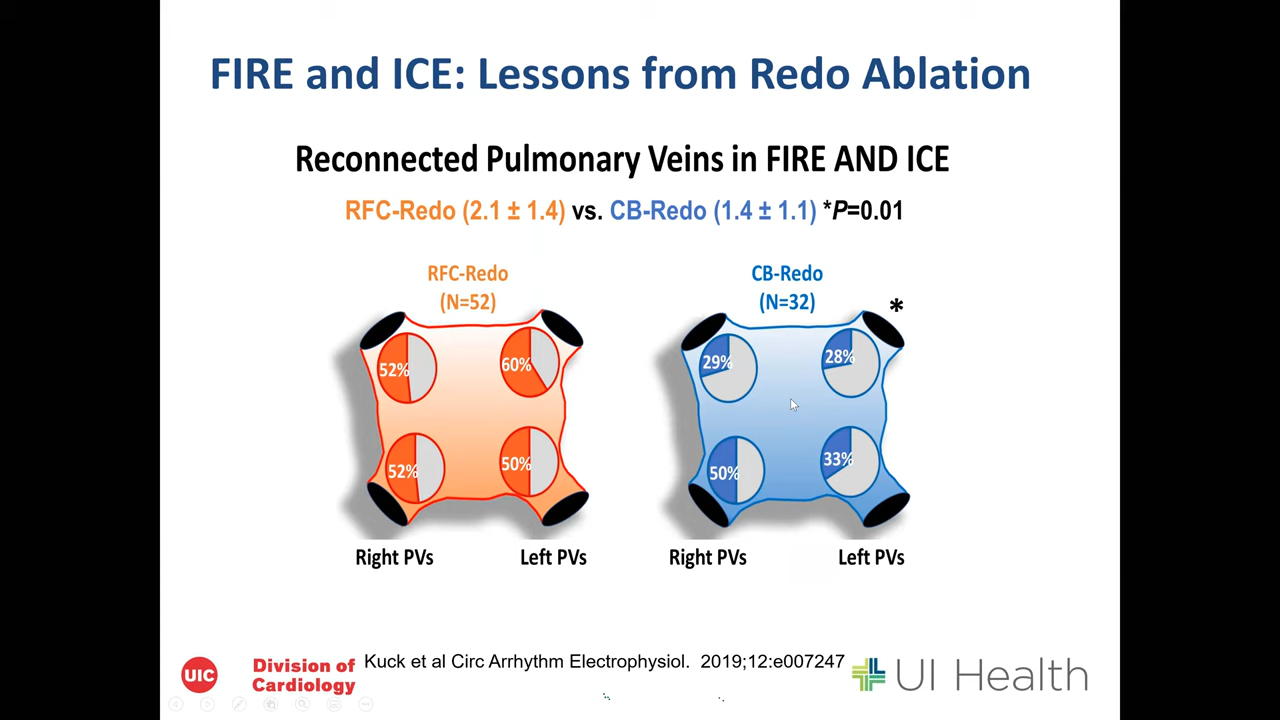 FIRE and ICE: Lessons from Redo Ablation
Reconnected Pulmonary Veins in FIRE AND ICE
RFC-Redo (2.1 ± 1.4) vs. CB-Redo (1.4 ± 1.1) *P=0.01
RFC-Redo
(N=52)
52%
60%
52%
50%
Right PVs
Left PVs
CB-Redo
(N=32)
*
29%
28%
50%
33%
Right PVs
Left PVs
UIC
Division of
Cardiology
Kuck et al Circ Arrhythm Electrophysiol. 2019;12:e007247
UI Health